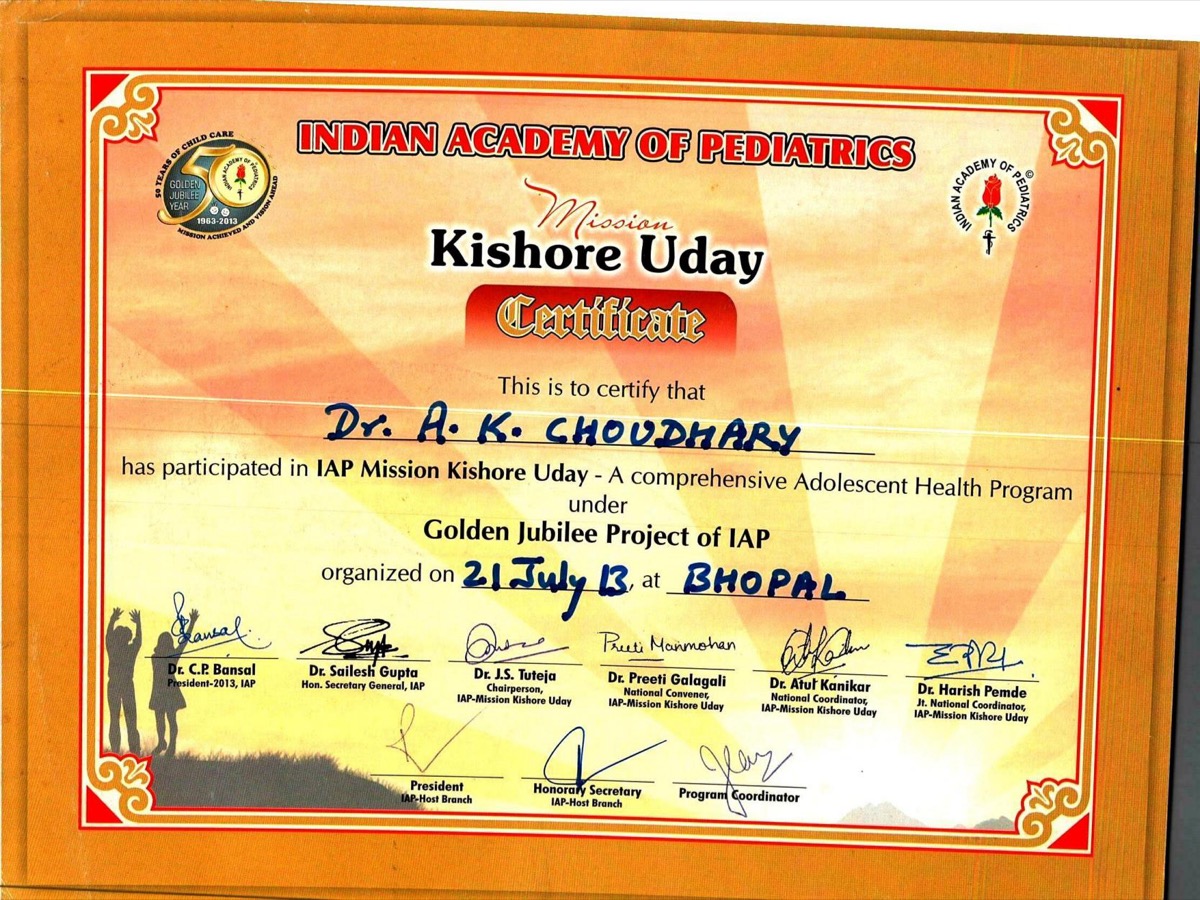 INDIAN ACADEMY OF PEDIATRICS
50 YEARS OF CHILD CARE
50
GOLDEN
JUBILEE
YEAR
INDIAN ACADEMY OF PEDIATRICS
1963-2013
MISSION ACHIEVED AND VISION AHEAD
INDIAN ACADEMY OF PEDIATRICS ©
Mission
Kishore Uday
Certificate
This is to certify that
Dr. A. K. CHOUDHARY
has participated in IAP Mission Kishore Uday - A comprehensive Adolescent Health Program
under
Golden Jubilee Project of IAP
organized on 21 July 13, at BHOPAL
Bansal
Preeti Manmohan
Dr. C.P. Bansal
President-2013, IAP
Dr. Sailesh Gupta
Hon. Secretary General, IAP
Dr. J.S. Tuteja
Chairperson,
IAP-Mission Kishore Uday
Dr. Preeti Galagali
National Convener,
IAP-Mission Kishore Uday
Dr. Atul Kanikar
National Coordinator,
IAP-Mission Kishore Uday
Dr. Harish Pemde
Jt. National Coordinator,
IAP-Mission Kishore Uday
President
IAP-Host Branch
Honorary Secretary
IAP-Host Branch
Program Coordinator